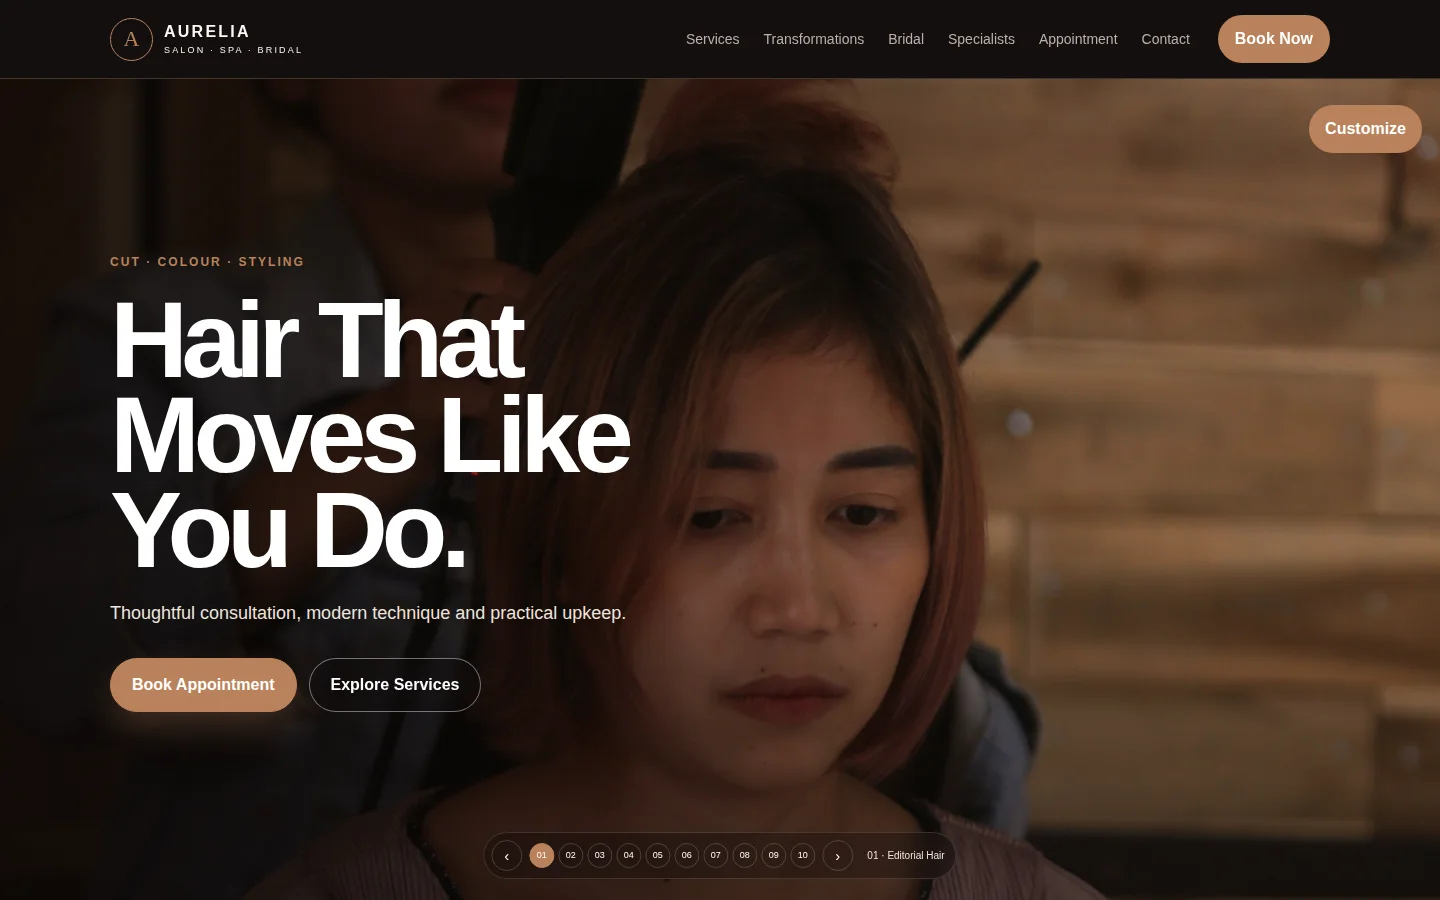 A
AURELIA
SALON · SPA · BRIDAL
Services Transformations Bridal Specialists Appointment Contact Book Now
Customize
CUT · COLOUR · STYLING
Hair That
Moves Like
You Do.
Thoughtful consultation, modern technique and practical upkeep.
Book Appointment Explore Services
‹ 01 02 03 04 05 06 07 08 09 10 › 01 · Editorial Hair